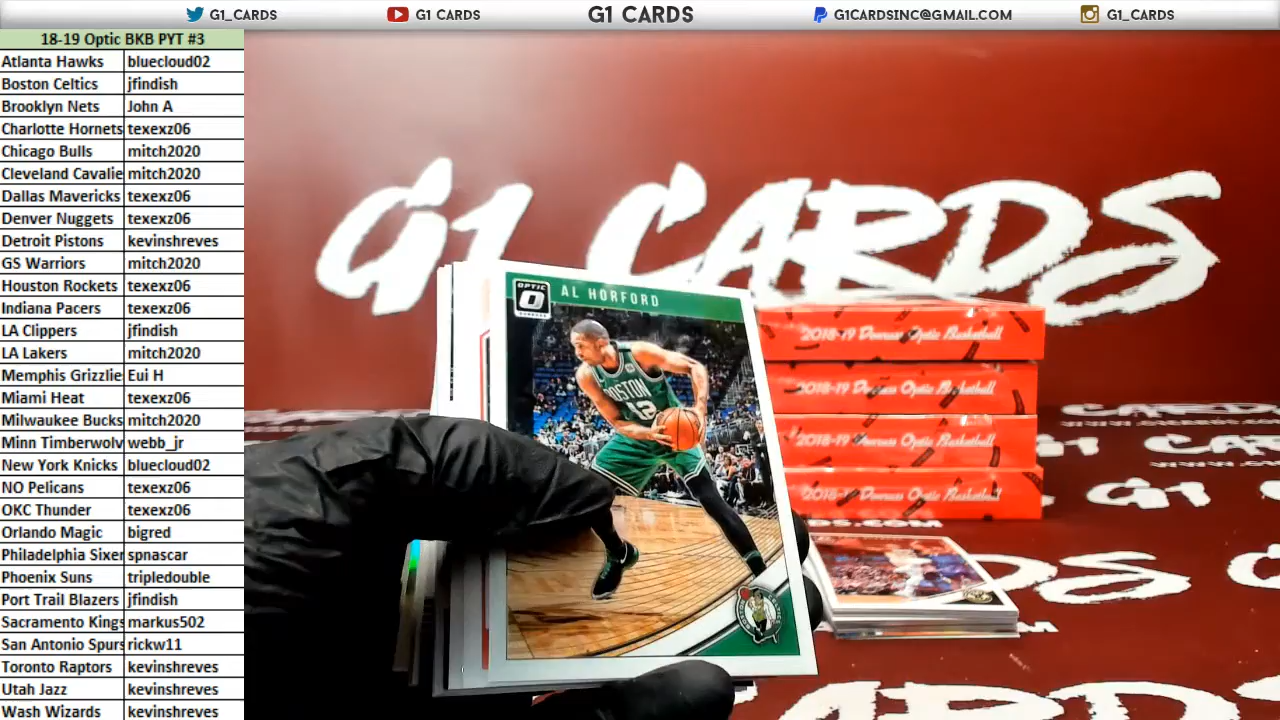 G1_CARDS
G1 CARDS
G1 CARDS
G1CARDSINC@GMAIL.COM
G1_CARDS
18-19 Optic BKB PYT #3
Atlanta Hawks bluecloud02
Boston Celtics jfindish
Brooklyn Nets John A
Charlotte Hornets texexz06
Chicago Bulls mitch2020
Cleveland Cavalie mitch2020
Dallas Mavericks texexz06
Denver Nuggets texexz06
Detroit Pistons kevinshreves
GS Warriors mitch2020
Houston Rockets texexz06
Indiana Pacers texexz06
LA Clippers jfindish
LA Lakers mitch2020
Memphis Grizzlie Eui H
Miami Heat texexz06
Milwaukee Bucks mitch2020
Minn Timberwolv webb_jr
New York Knicks bluecloud02
NO Pelicans texexz06
OKC Thunder texexz06
Orlando Magic bigred
Philadelphia Sixer spnascar
Phoenix Suns tripledouble
Port Trail Blazers jfindish
Sacramento Kings markus502
San Antonio Spurs rickw11
Toronto Raptors kevinshreves
Utah Jazz kevinshreves
Wash Wizards kevinshreves
G1 CARDS
OPTIC
AL HORFORD
BOSTON
12
2018-19 Donruss Optic Basketball
2018-19 Donruss Optic Basketball
2018-19 Donruss Optic Basketball
2018-19 Donruss Optic Basketball